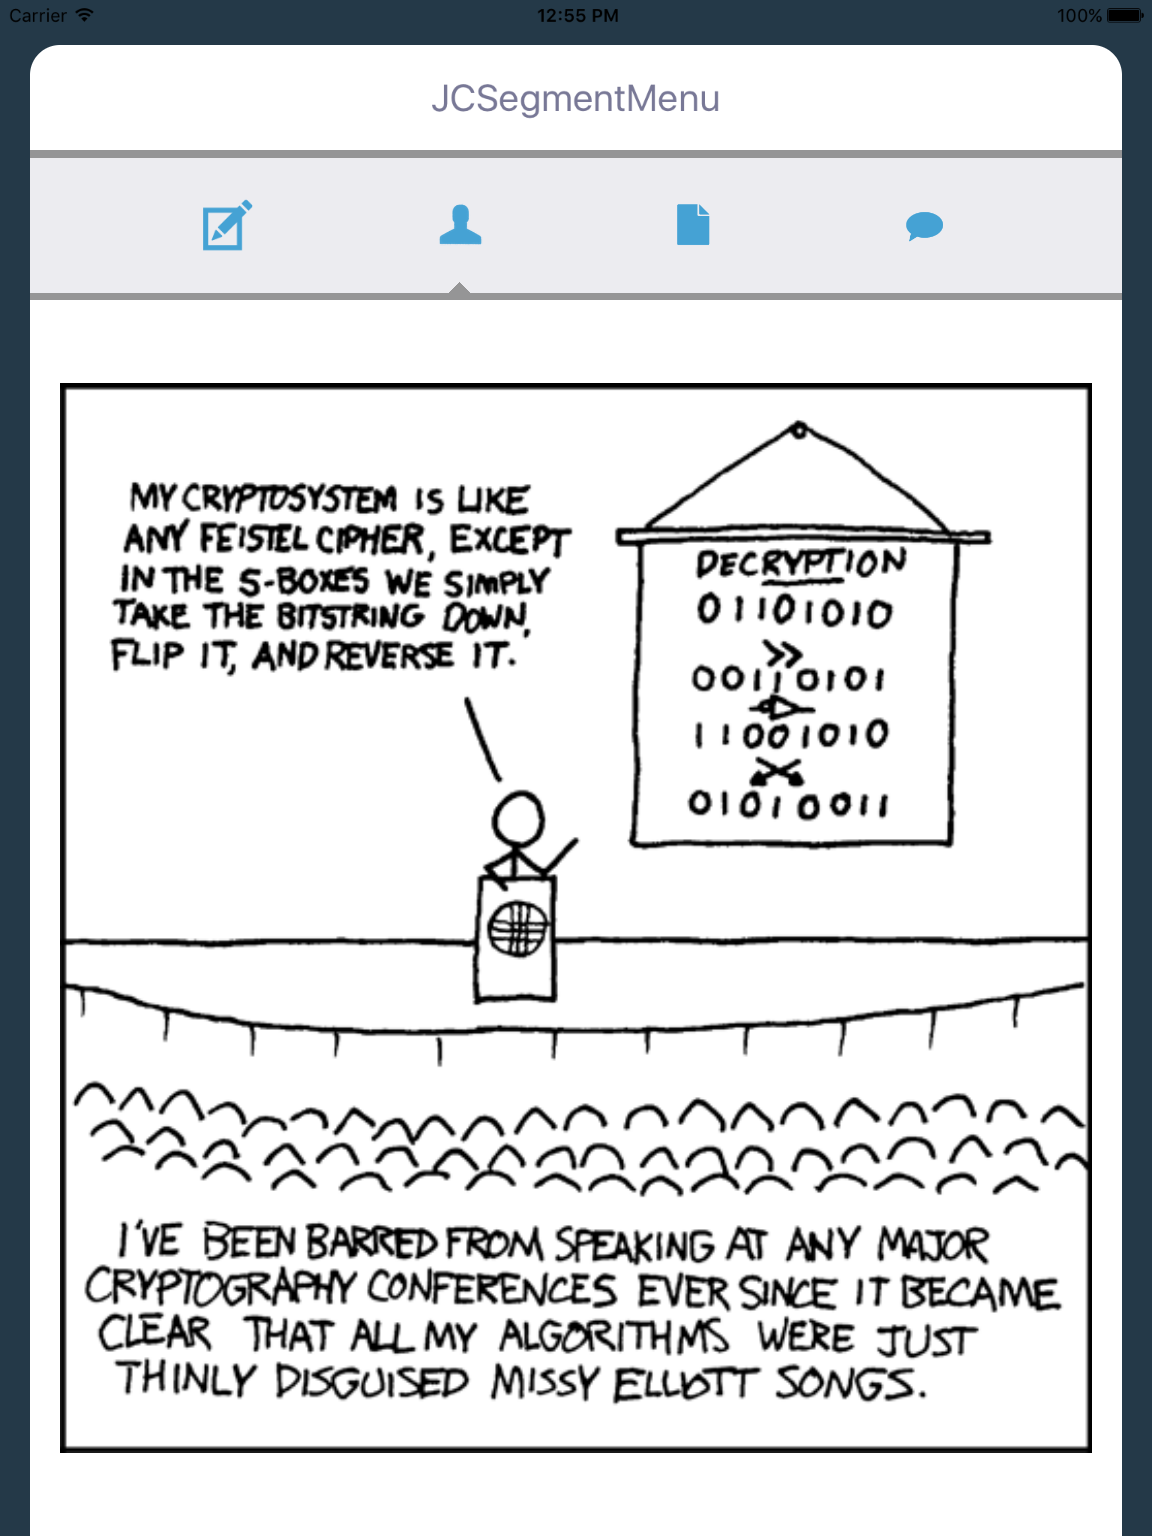 Carrier 12:55 PM 100%
JCSegmentMenu
MY CRYPTOSYSTEM IS LIKE
ANY FEISTEL CIPHER, EXCEPT
IN THE S-BOXES WE SIMPLY
TAKE THE BITSTRING DOWN,
FLIP IT, AND REVERSE IT.
DECRYPTION
01101010
>>
00110101
11001010
01010011
I'VE BEEN BARRED FROM SPEAKING AT ANY MAJOR
CRYPTOGRAPHY CONFERENCES EVER SINCE IT BECAME
CLEAR THAT ALL MY ALGORITHMS WERE JUST
THINLY DISGUISED MISSY ELLIOTT SONGS.